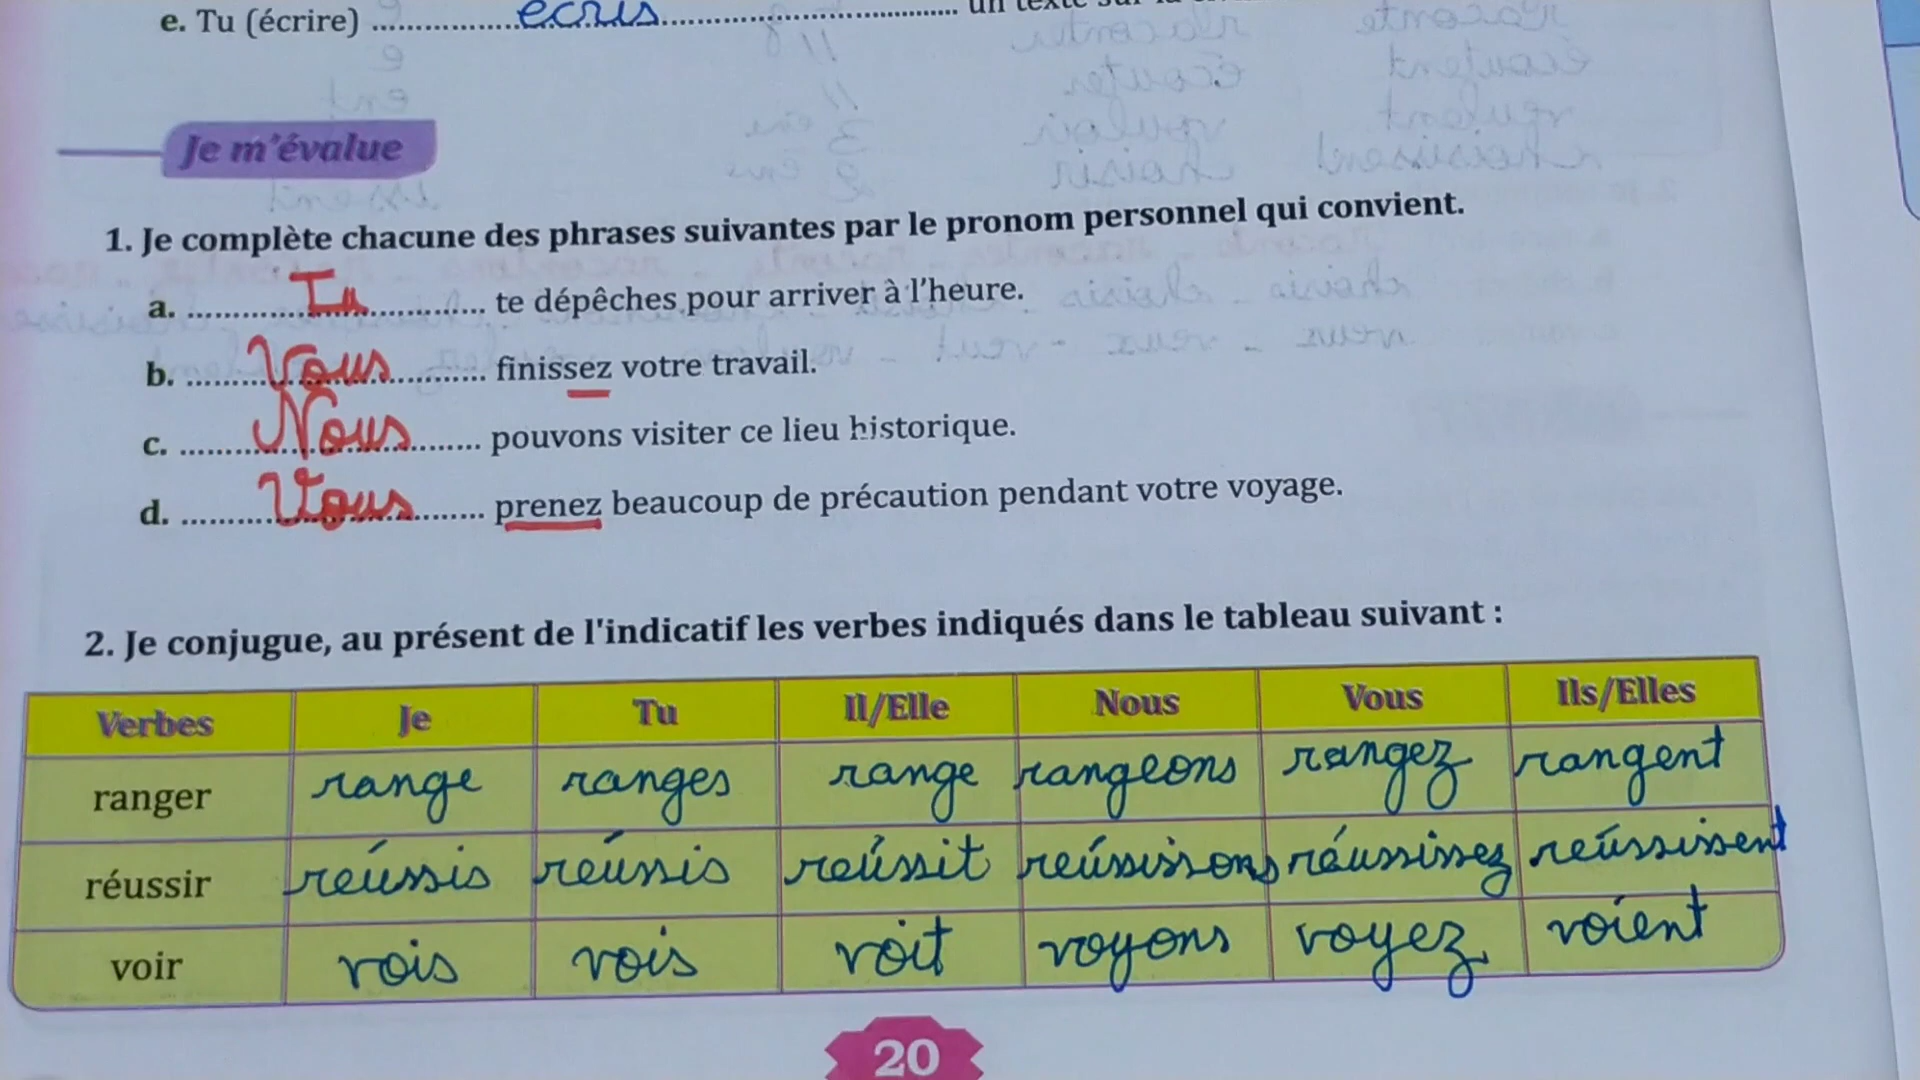 e. Tu (écrire) ................écris................ un texte sur la
Je m'évalue
1. Je complète chacune des phrases suivantes par le pronom personnel qui convient.
a. ............Tu............ te dépêches pour arriver à l'heure.
b. ............Vous............ finissez votre travail.
c. ............Nous............ pouvons visiter ce lieu historique.
d. ............Vous............ prenez beaucoup de précaution pendant votre voyage.
2. Je conjugue, au présent de l'indicatif les verbes indiqués dans le tableau suivant :
Verbes Je Tu Il/Elle Nous Vous Ils/Elles
ranger range ranges range rangeons rangez rangent
réussir réussis réussis réussit réussissons réussissez réussissent
voir vois vois voit voyons voyez voient
20